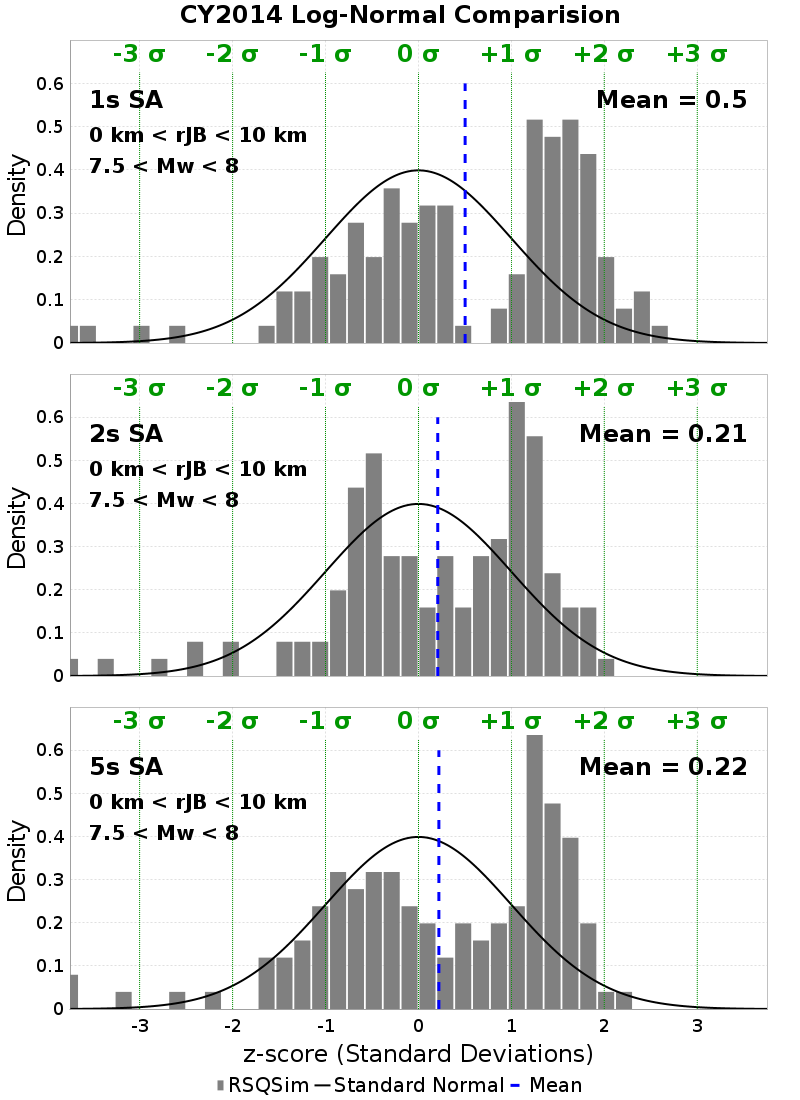 CY2014 Log-Normal Comparision
-3 σ -2 σ -1 σ 0 σ +1 σ +2 σ +3 σ
0.6
1s SA
Mean = 0.5
0 km < rJB < 10 km
7.5 < Mw < 8
0.5
0.4
0.3
0.2
0.1
0
Density
-3 σ -2 σ -1 σ 0 σ +1 σ +2 σ +3 σ
0.6
2s SA
Mean = 0.21
0 km < rJB < 10 km
7.5 < Mw < 8
0.5
0.4
0.3
0.2
0.1
0
Density
-3 σ -2 σ -1 σ 0 σ +1 σ +2 σ +3 σ
0.6
5s SA
Mean = 0.22
0 km < rJB < 10 km
7.5 < Mw < 8
0.5
0.4
0.3
0.2
0.1
0
Density
-3 -2 -1 0 1 2 3
z-score (Standard Deviations)
RSQSim Standard Normal Mean